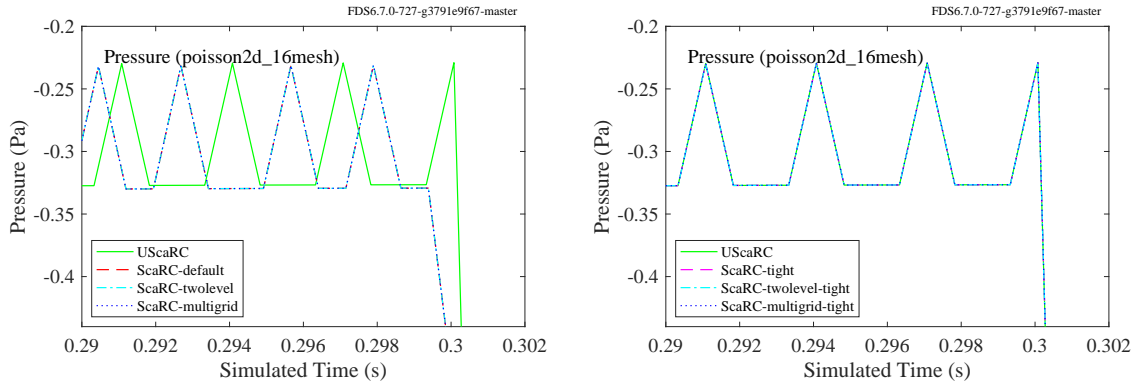 FDS6.7.0-727-g3791e9f67-master
Pressure (poisson2d_16mesh)
Pressure (Pa)
-0.2
-0.25
-0.3
-0.35
-0.4
UScaRC
ScaRC-default
ScaRC-twolevel
ScaRC-multigrid
0.29
0.292
0.294
0.296
0.298
0.3
0.302
Simulated Time (s)
FDS6.7.0-727-g3791e9f67-master
Pressure (poisson2d_16mesh)
Pressure (Pa)
-0.2
-0.25
-0.3
-0.35
-0.4
UScaRC
ScaRC-tight
ScaRC-twolevel-tight
ScaRC-multigrid-tight
0.29
0.292
0.294
0.296
0.298
0.3
0.302
Simulated Time (s)